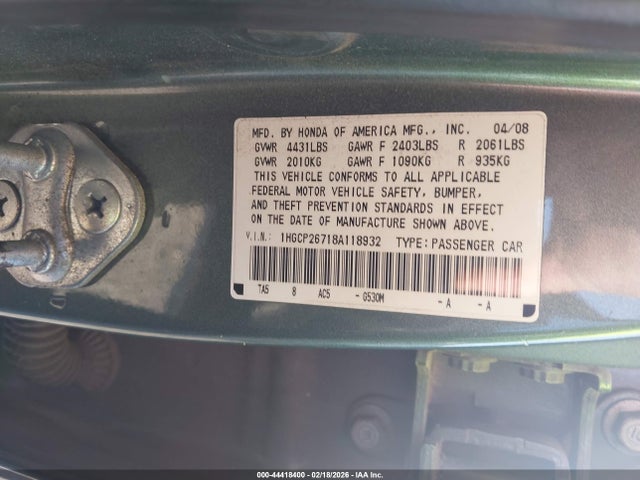 MFD. BY HONDA OF AMERICA MFG., INC. 04/08
GVWR 4431LBS GAWR F 2403LBS R 2061LBS
GVWR 2010KG GAWR F 1090KG R 935KG
THIS VEHICLE CONFORMS TO ALL APPLICABLE
FEDERAL MOTOR VEHICLE SAFETY, BUMPER,
AND THEFT PREVENTION STANDARDS IN EFFECT
ON THE DATE OF MANUFACTURE SHOWN ABOVE.
V.I.N.: 1HGCP26718A118932 TYPE: PASSENGER CAR
TA5 8 AC5 - G530M - A - A
000-44418400 | 02/18/2026 | IAA Inc.